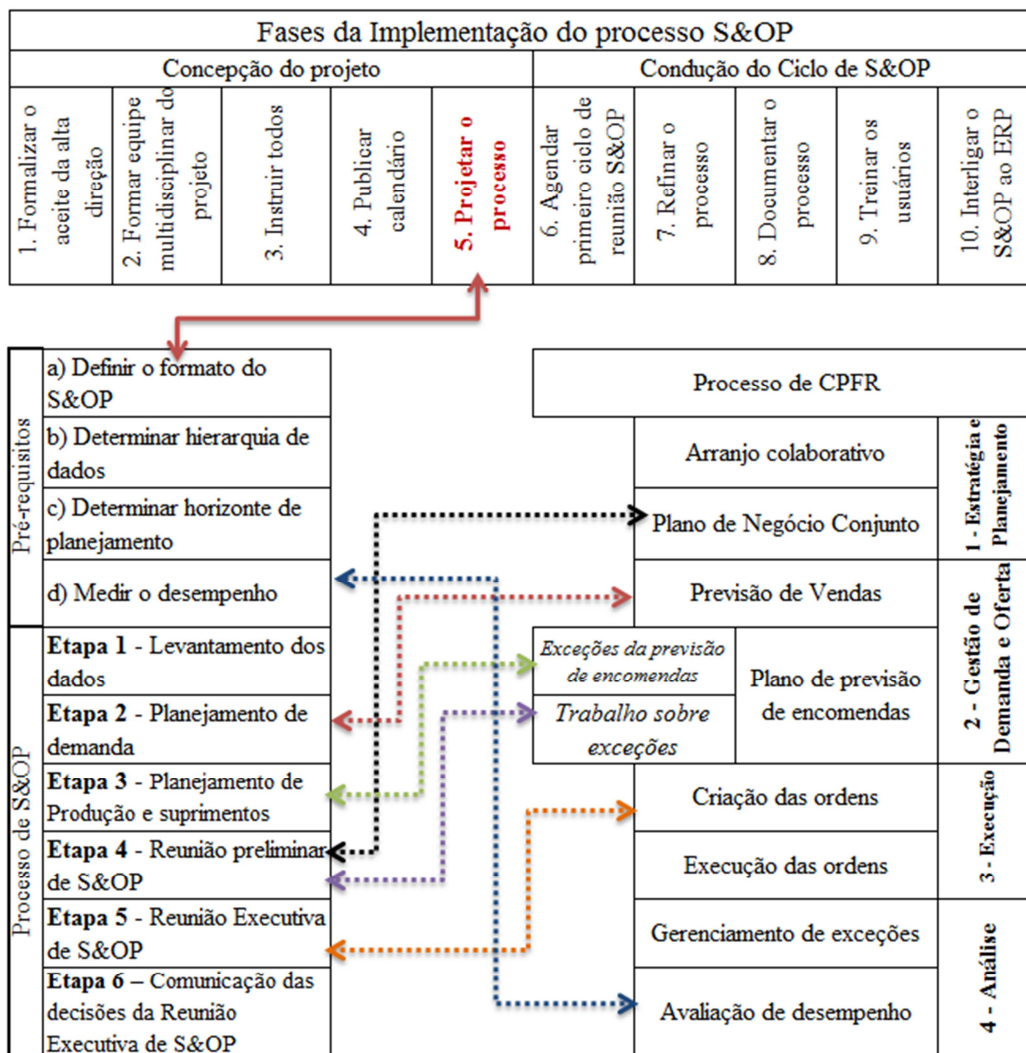 Fases da Implementação do processo S&OP
Concepção do projeto
Condução do Ciclo de S&OP
1. Formalizar o
aceite da alta
direção
2. Formar equipe
multidisciplinar do
projeto
3. Instruir todos
4. Publicar
calendário
5. Projetar o
processo
6. Agendar
primeiro ciclo de
reunião S&OP
7. Refinar o
processo
8. Documentar o
processo
9. Treinar os
usuários
10. Interligar o
S&OP ao ERP
Pré-requisitos
a) Definir o formato do
S&OP
b) Determinar hierarquia de
dados
c) Determinar horizonte de
planejamento
d) Medir o desempenho
Processo de S&OP
Etapa 1 - Levantamento dos
dados
Etapa 2 - Planejamento de
demanda
Etapa 3 - Planejamento de
Produção e suprimentos
Etapa 4 - Reunião preliminar
de S&OP
Etapa 5 - Reunião Executiva
de S&OP
Etapa 6 – Comunicação das
decisões da Reunião
Executiva de S&OP
Processo de CPFR
Arranjo colaborativo
Plano de Negócio Conjunto
1 - Estratégia e
Planejamento
Previsão de Vendas
Exceções da previsão
de encomendas
Trabalho sobre
exceções
Plano de previsão
de encomendas
2 - Gestão de
Demanda e Oferta
Criação das ordens
Execução das ordens
3 - Execução
Gerenciamento de exceções
Avaliação de desempenho
4 - Análise